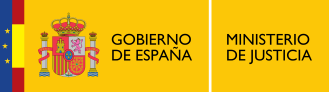 GOBIERNO
DE ESPAÑA
MINISTERIO
DE JUSTICIA